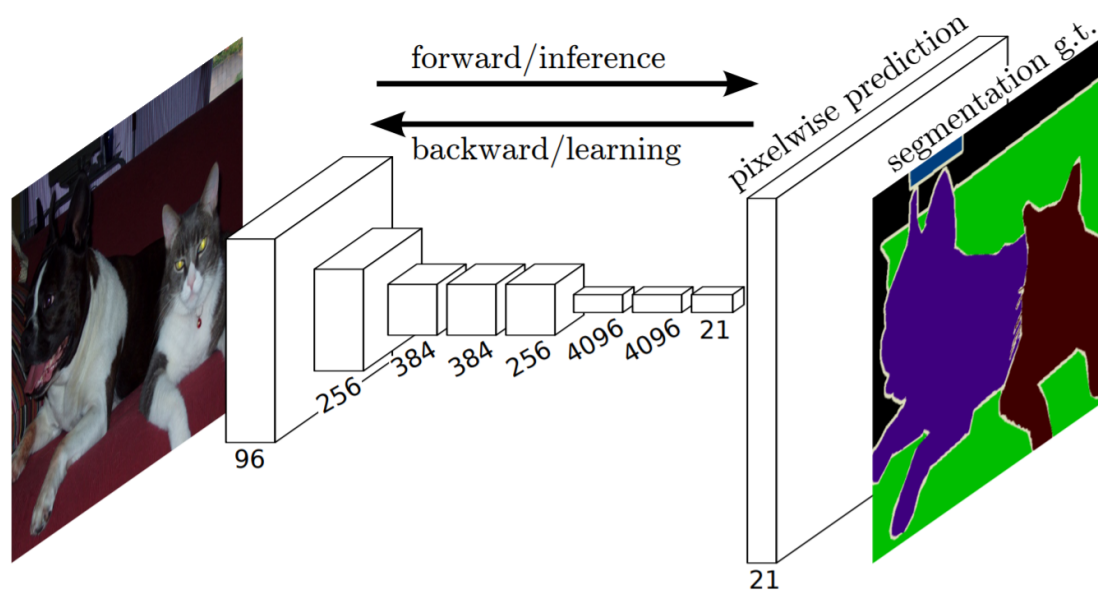 forward/inference
backward/learning
pixelwise prediction
segmentation g.t.
96
256
384
384
256
4096
4096
21
21